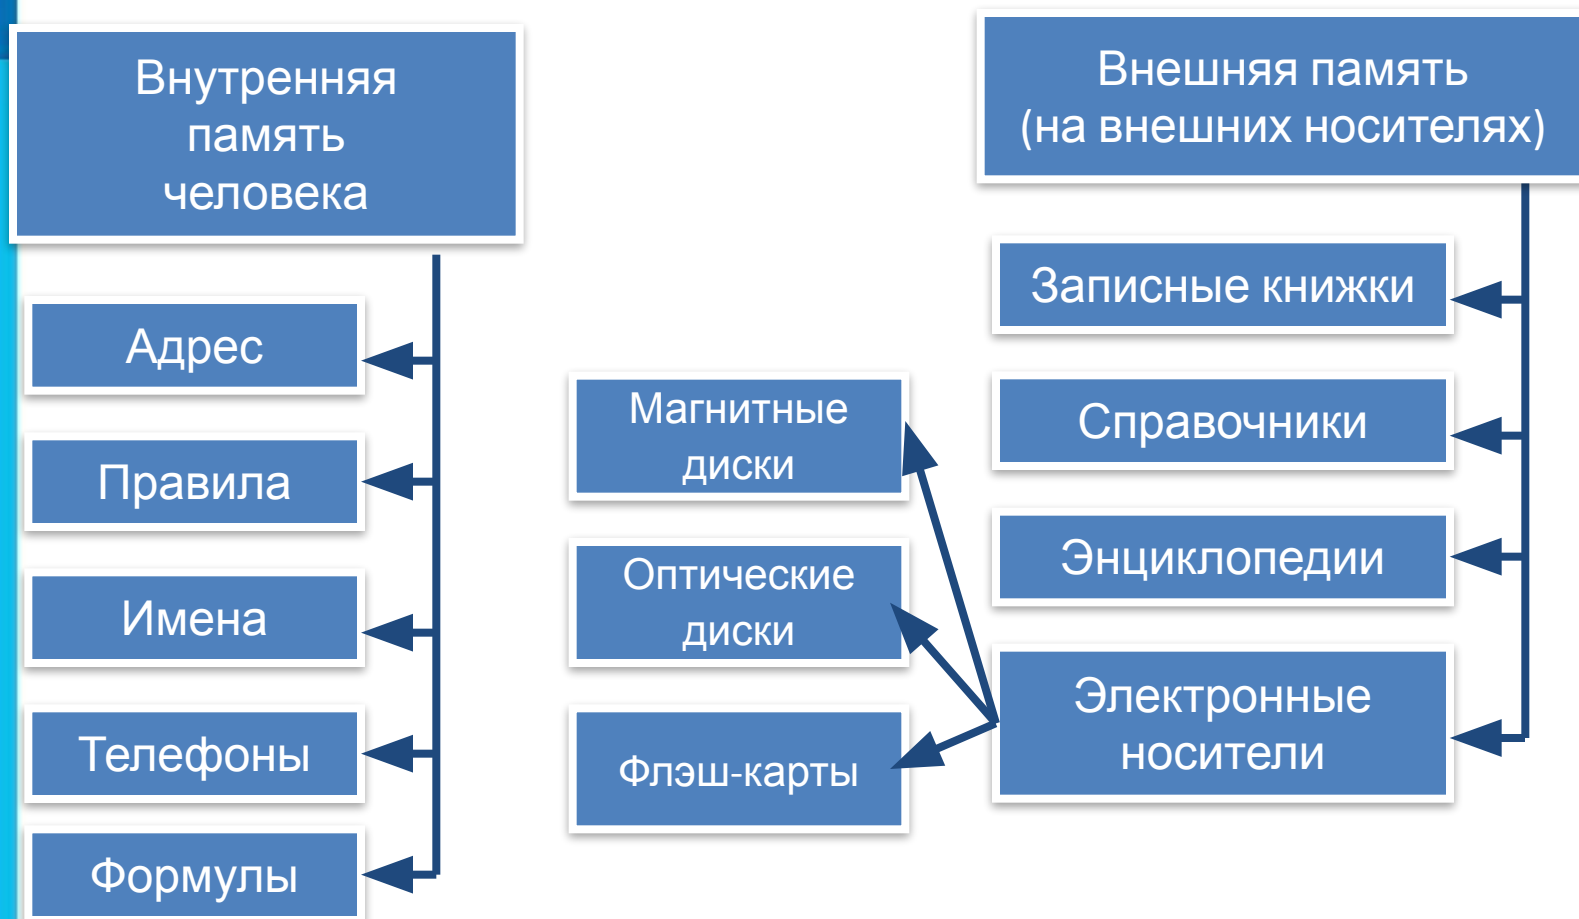 Внутренняя
память
человека
Адрес
Правила
Имена
Телефоны
Формулы
Внешняя память
(на внешних носителях)
Записные книжки
Справочники
Энциклопедии
Электронные
носители
Магнитные
диски
Оптические
диски
Флэш-карты